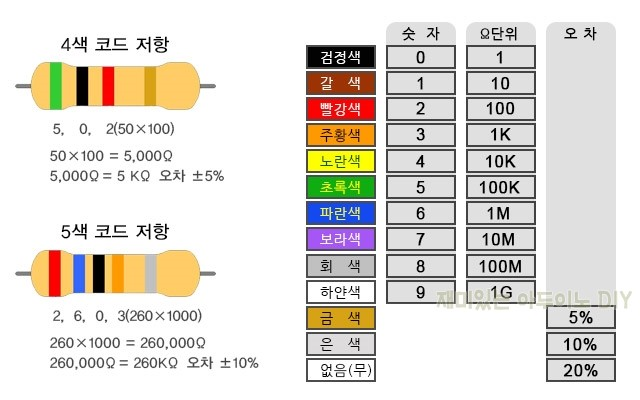 4색 코드 저항
5, 0, 2(50×100)
50×100 = 5,000Ω
5,000Ω = 5 KΩ 오차 ±5%
5색 코드 저항
2, 6, 0, 3(260×1000)
260×1000 = 260,000Ω
260,000Ω = 260KΩ 오차 ±10%
숫 자 Ω단위 오 차
검정색 0 1
갈 색 1 10
빨강색 2 100
주황색 3 1K
노란색 4 10K
초록색 5 100K
파란색 6 1M
보라색 7 10M
회 색 8 100M
하얀색 9 1G
금 색 5%
은 색 10%
없음(무) 20%
재미있는 아두이노 DIY